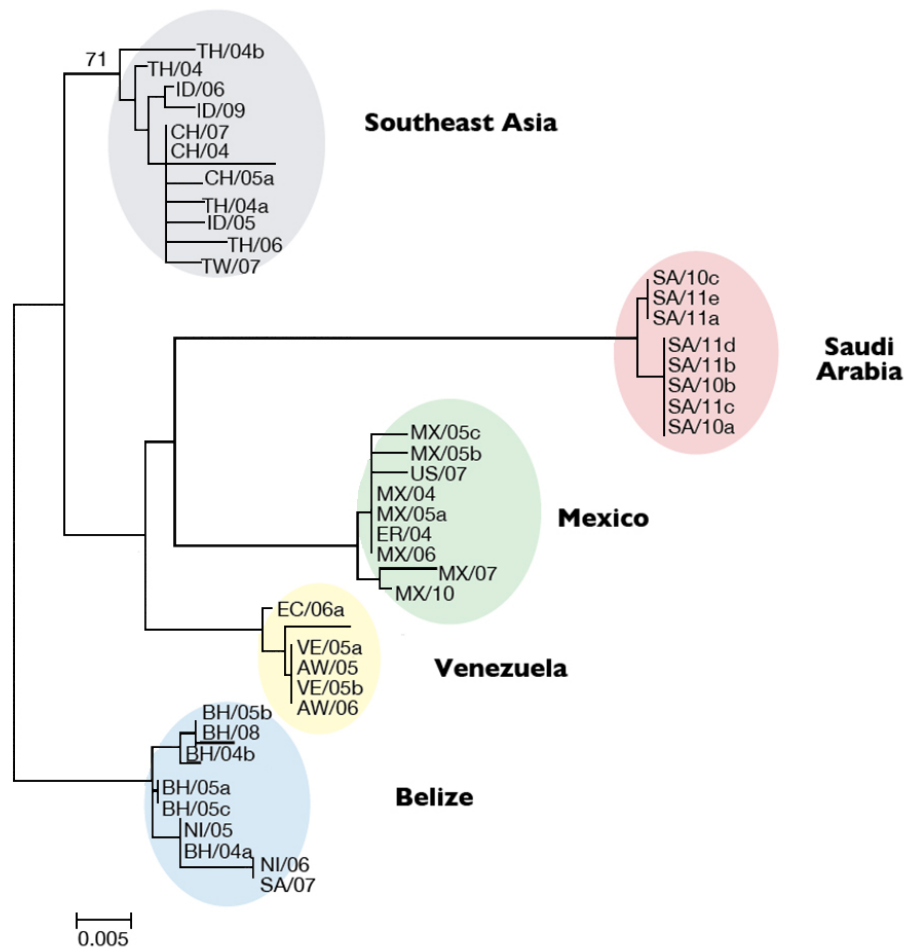 71
TH/04b
TH/04
ID/06
ID/09
CH/07
CH/04
CH/05a
TH/04a
ID/05
TH/06
TW/07
Southeast Asia
SA/10c
SA/11e
SA/11a
SA/11d
SA/11b
SA/10b
SA/11c
SA/10a
Saudi
Arabia
MX/05c
MX/05b
US/07
MX/04
MX/05a
ER/04
MX/06
MX/07
MX/10
Mexico
EC/06a
VE/05a
AW/05
VE/05b
AW/06
Venezuela
BH/05b
BH/08
BH/04b
BH/05a
BH/05c
NI/05
BH/04a
NI/06
SA/07
Belize
0.005